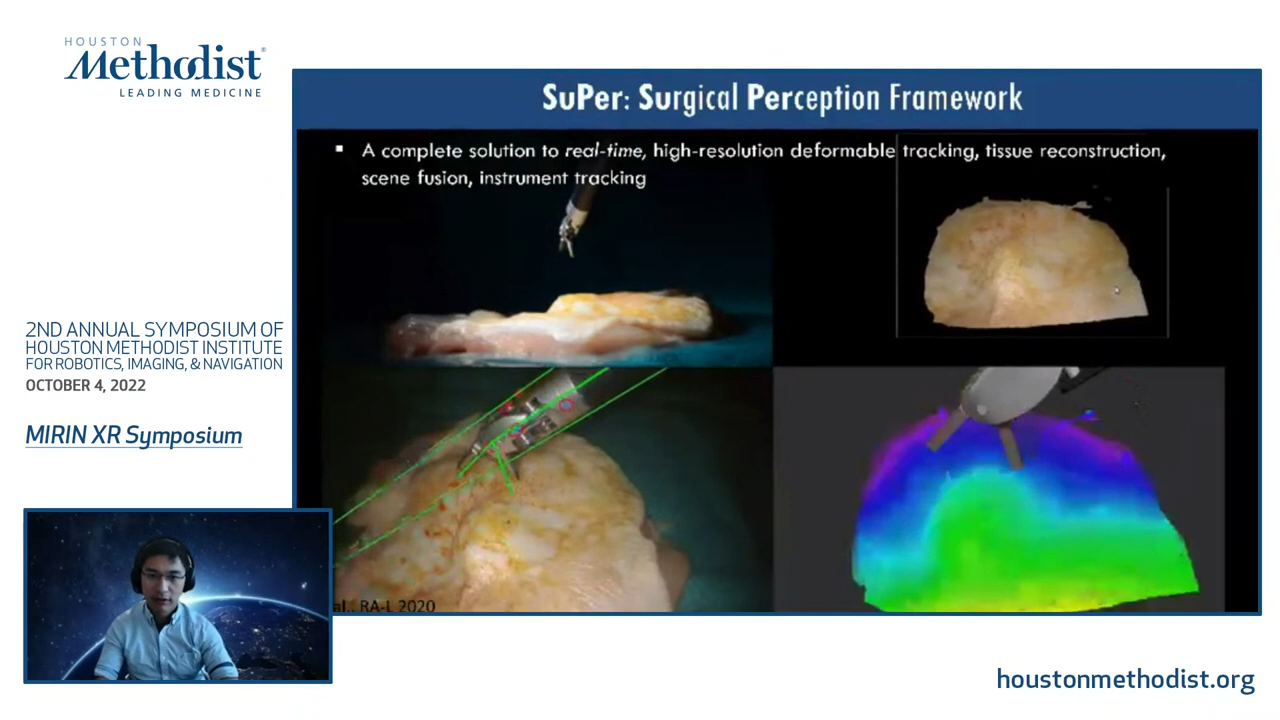 HOUSTON
Methodist®
LEADING MEDICINE
SuPer: Surgical Perception Framework
▪ A complete solution to real-time, high-resolution deformable tracking, tissue reconstruction,
scene fusion, instrument tracking
2ND ANNUAL SYMPOSIUM OF
HOUSTON METHODIST INSTITUTE
FOR ROBOTICS, IMAGING, & NAVIGATION
OCTOBER 4, 2022
MIRIN XR Symposium
al., RA-L 2020
houstonmethodist.org